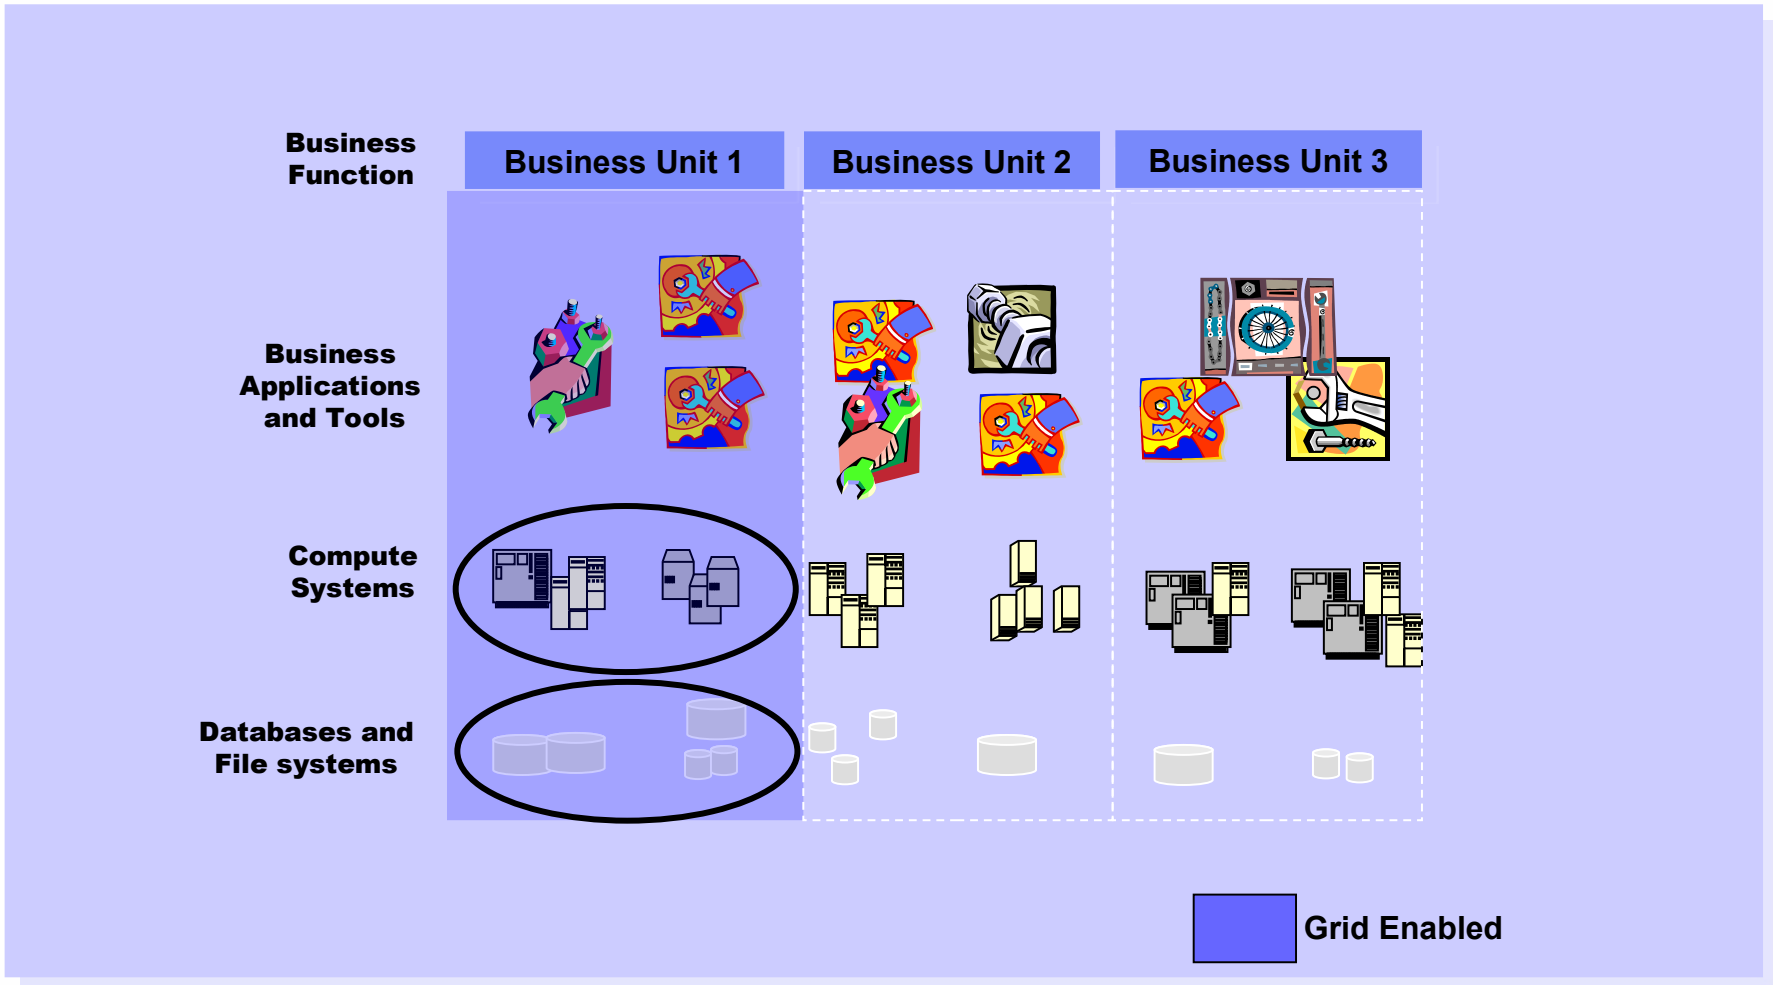 Business
Function
Business Unit 1
Business Unit 2
Business Unit 3
Business
Applications
and Tools
Compute
Systems
Databases and
File systems
Grid Enabled